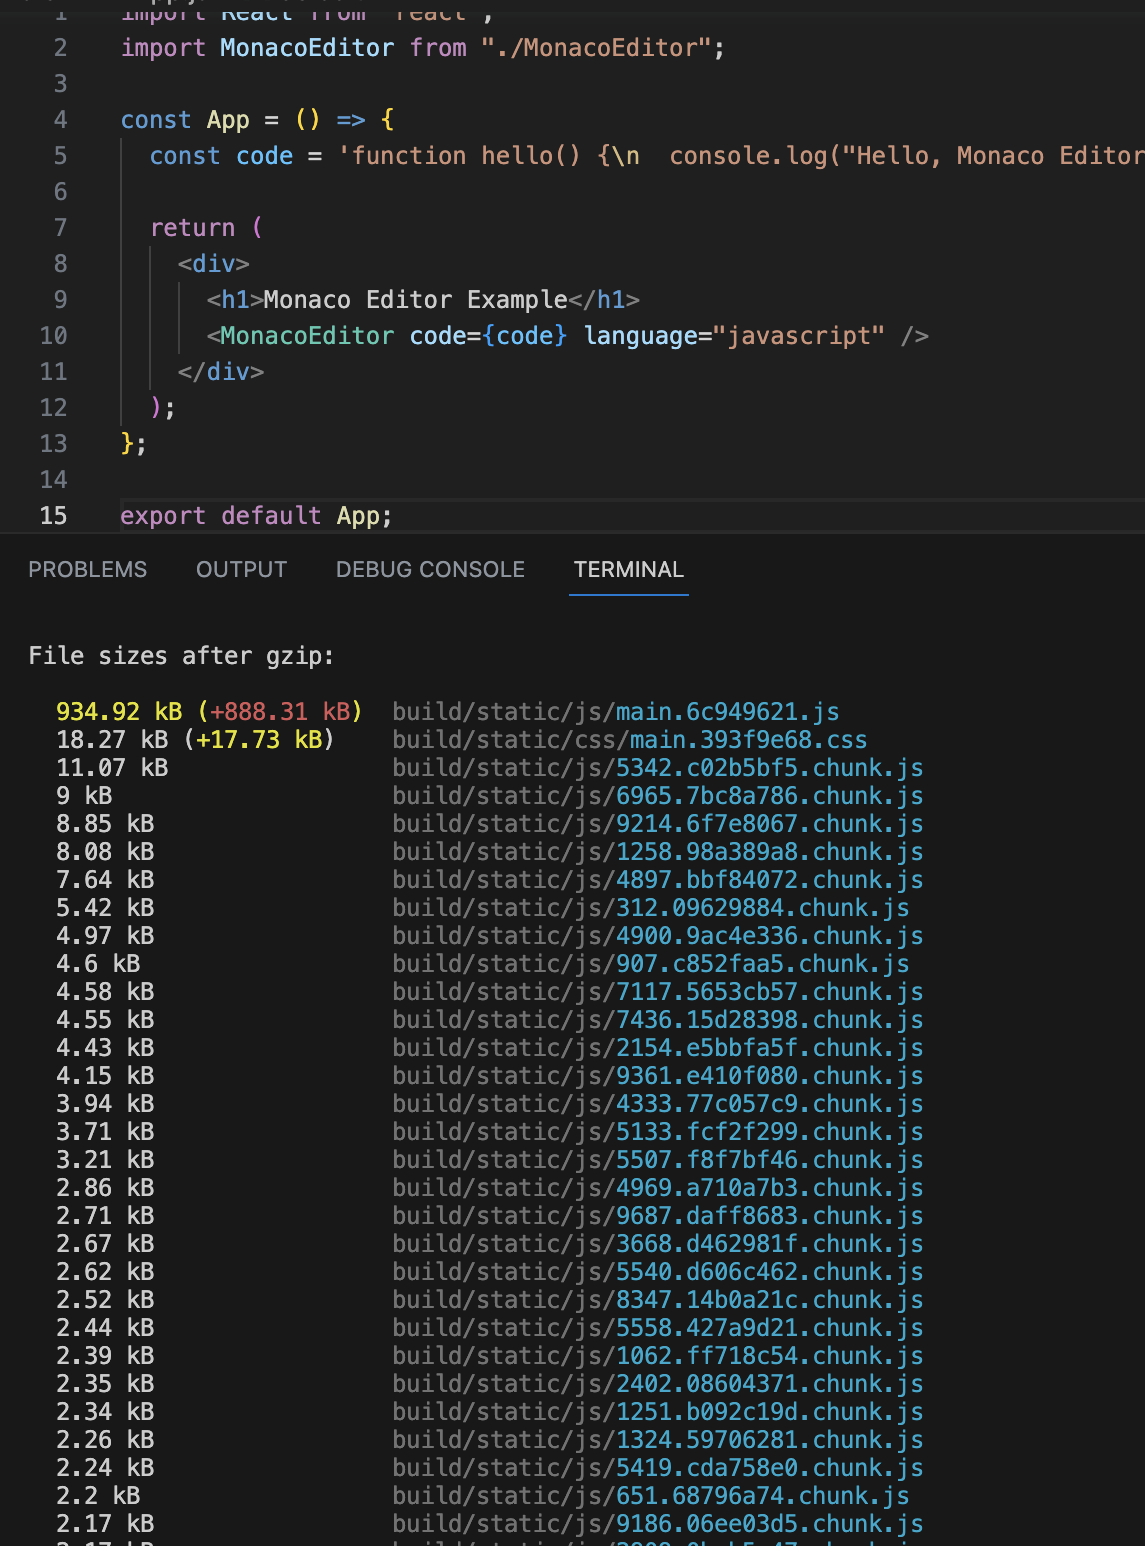 1 import React from "react";
2 import MonacoEditor from "./MonacoEditor";
3
4 const App = () => {
5   const code = 'function hello() {\n  console.log("Hello, Monaco Editor
6
7   return (
8     <div>
9       <h1>Monaco Editor Example</h1>
10       <MonacoEditor code={code} language="javascript" />
11     </div>
12   );
13 };
14
15 export default App;
PROBLEMS OUTPUT DEBUG CONSOLE TERMINAL
File sizes after gzip:
934.92 kB (+888.31 kB) build/static/js/main.6c949621.js
18.27 kB (+17.73 kB) build/static/css/main.393f9e68.css
11.07 kB build/static/js/5342.c02b5bf5.chunk.js
9 kB build/static/js/6965.7bc8a786.chunk.js
8.85 kB build/static/js/9214.6f7e8067.chunk.js
8.08 kB build/static/js/1258.98a389a8.chunk.js
7.64 kB build/static/js/4897.bbf84072.chunk.js
5.42 kB build/static/js/312.09629884.chunk.js
4.97 kB build/static/js/4900.9ac4e336.chunk.js
4.6 kB build/static/js/907.c852faa5.chunk.js
4.58 kB build/static/js/7117.5653cb57.chunk.js
4.55 kB build/static/js/7436.15d28398.chunk.js
4.43 kB build/static/js/2154.e5bbfa5f.chunk.js
4.15 kB build/static/js/9361.e410f080.chunk.js
3.94 kB build/static/js/4333.77c057c9.chunk.js
3.71 kB build/static/js/5133.fcf2f299.chunk.js
3.21 kB build/static/js/5507.f8f7bf46.chunk.js
2.86 kB build/static/js/4969.a710a7b3.chunk.js
2.71 kB build/static/js/9687.daff8683.chunk.js
2.67 kB build/static/js/3668.d462981f.chunk.js
2.62 kB build/static/js/5540.d606c462.chunk.js
2.52 kB build/static/js/8347.14b0a21c.chunk.js
2.44 kB build/static/js/5558.427a9d21.chunk.js
2.39 kB build/static/js/1062.ff718c54.chunk.js
2.35 kB build/static/js/2402.08604371.chunk.js
2.34 kB build/static/js/1251.b092c19d.chunk.js
2.26 kB build/static/js/1324.59706281.chunk.js
2.24 kB build/static/js/5419.cda758e0.chunk.js
2.2 kB build/static/js/651.68796a74.chunk.js
2.17 kB build/static/js/9186.06ee03d5.chunk.js